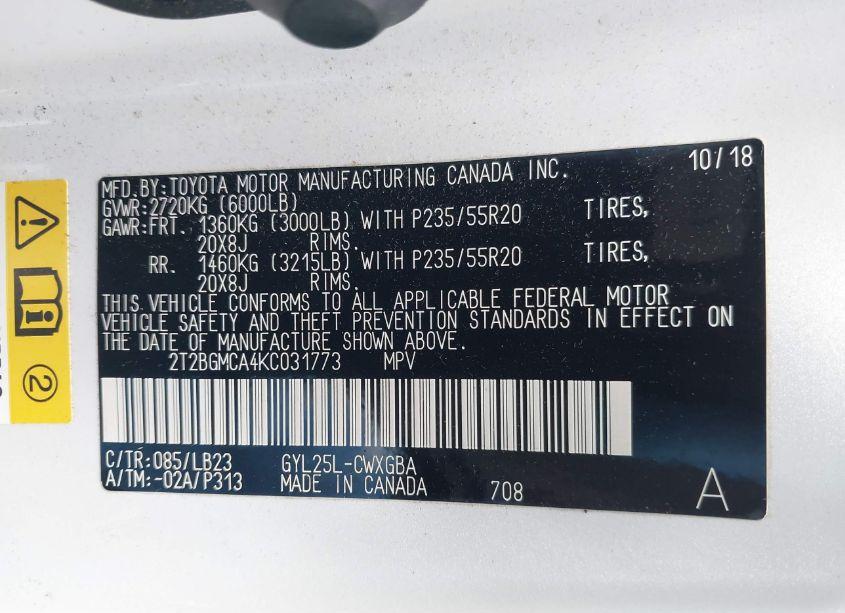 10/18
MFD.BY:TOYOTA MOTOR MANUFACTURING CANADA INC.
GVWR:2720KG (6000LB)
GAWR:FRT. 1360KG (3000LB) WITH P235/55R20 TIRES,
20X8J RIMS.
RR. 1460KG (3215LB) WITH P235/55R20 TIRES,
20X8J RIMS.
THIS VEHICLE CONFORMS TO ALL APPLICABLE FEDERAL MOTOR
VEHICLE SAFETY AND THEFT PREVENTION STANDARDS IN EFFECT ON
THE DATE OF MANUFACTURE SHOWN ABOVE.
2T2BGMCA4KC031773 MPV
C/TR:085/LB23 GYL25L-CWXGBA
A/TM:-02A/P313 MADE IN CANADA 708 A
2